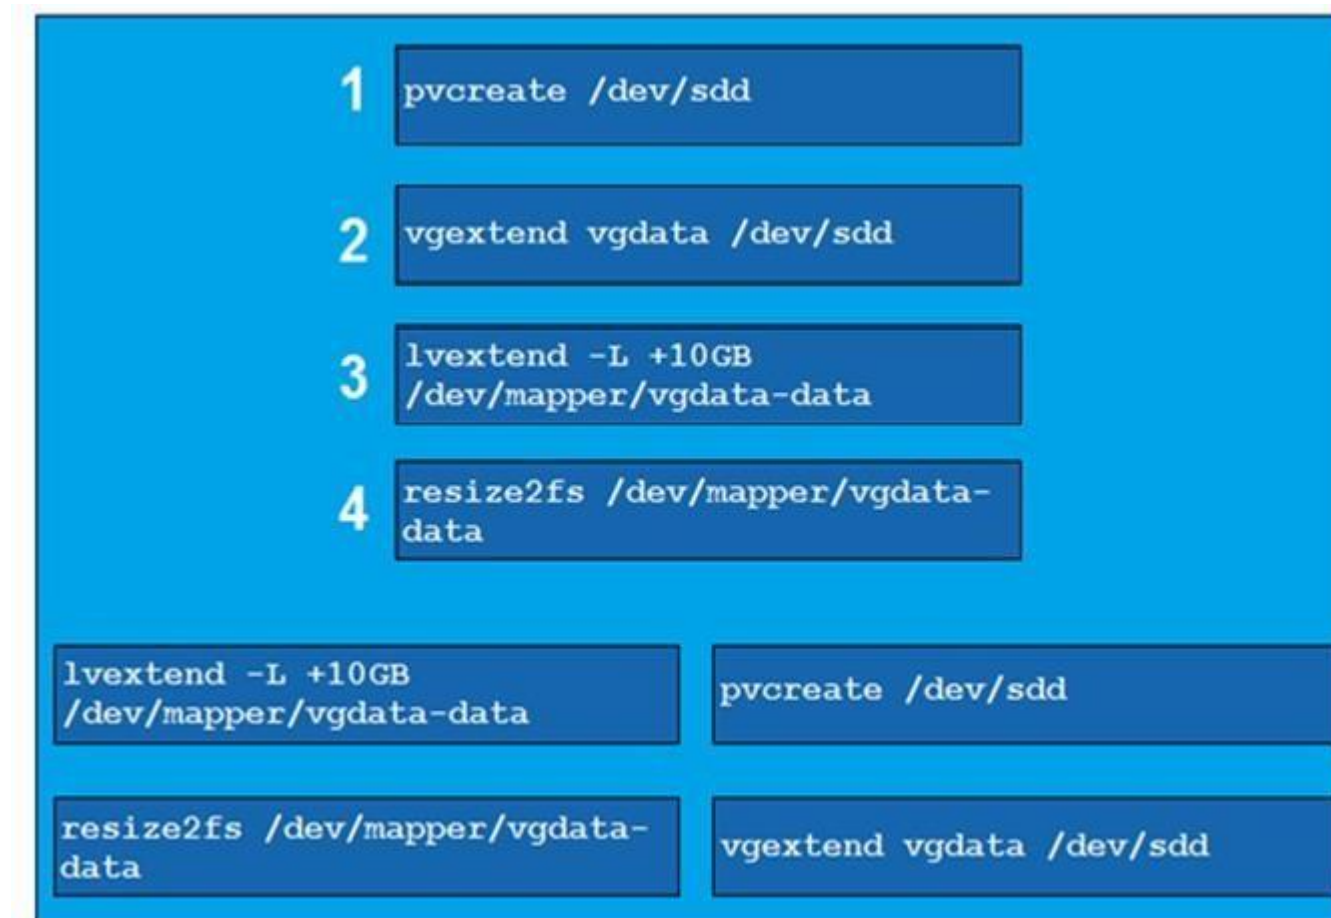 1 pvcreate /dev/sdd
2 vgextend vgdata /dev/sdd
3 lvextend -L +10GB
/dev/mapper/vgdata-data
4 resize2fs /dev/mapper/vgdata-
data
lvextend -L +10GB
/dev/mapper/vgdata-data
pvcreate /dev/sdd
resize2fs /dev/mapper/vgdata-
data
vgextend vgdata /dev/sdd